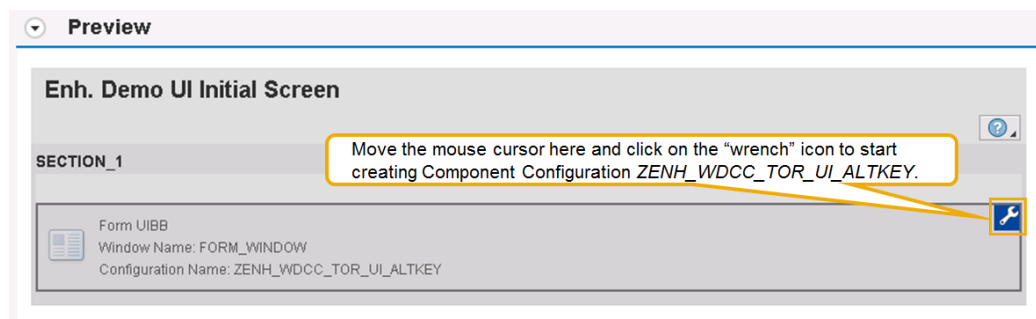 Preview
Enh. Demo UI Initial Screen
SECTION_1
Move the mouse cursor here and click on the “wrench” icon to start
creating Component Configuration ZENH_WDCC_TOR_UI_ALTKEY.
Form UIBB
Window Name: FORM_WINDOW
Configuration Name: ZENH_WDCC_TOR_UI_ALTKEY